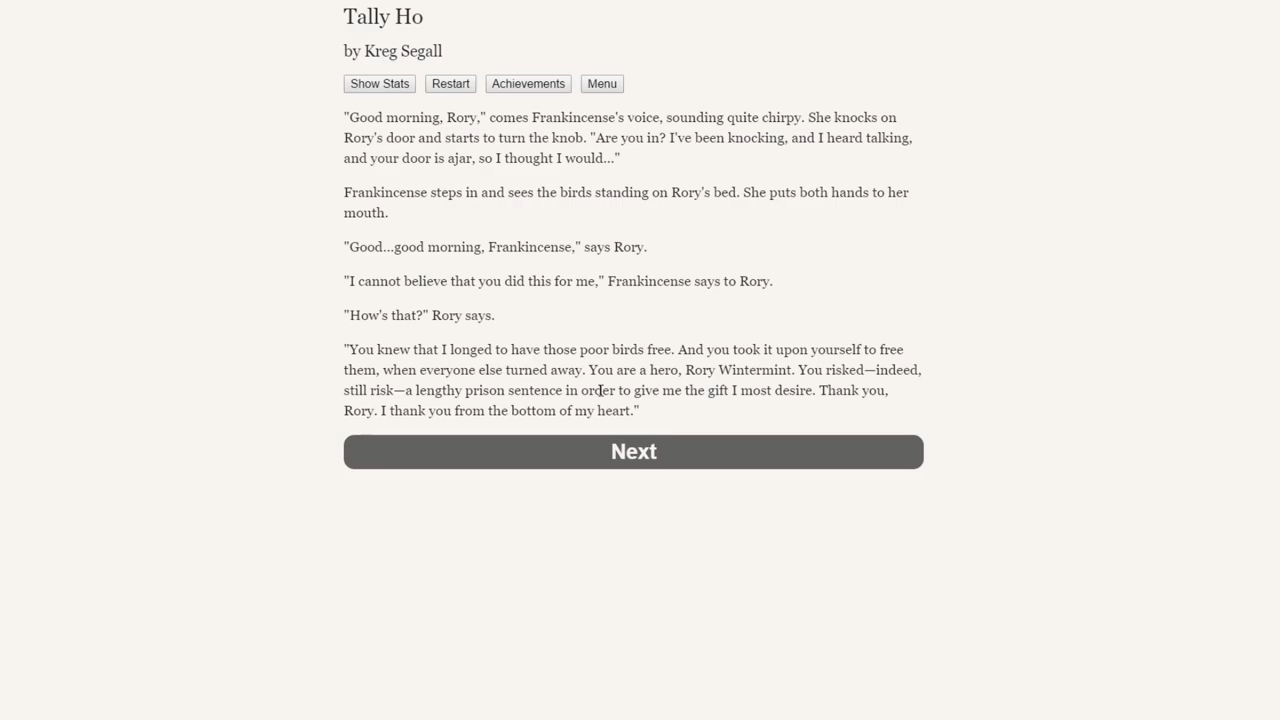 Tally Ho
by Kreg Segall
Show Stats Restart Achievements Menu
"Good morning, Rory," comes Frankincense's voice, sounding quite chirpy. She knocks on
Rory's door and starts to turn the knob. "Are you in? I've been knocking, and I heard talking,
and your door is ajar, so I thought I would…"
Frankincense steps in and sees the birds standing on Rory's bed. She puts both hands to her
mouth.
"Good…good morning, Frankincense," says Rory.
"I cannot believe that you did this for me," Frankincense says to Rory.
"How's that?" Rory says.
"You knew that I longed to have those poor birds free. And you took it upon yourself to free
them, when everyone else turned away. You are a hero, Rory Wintermint. You risked—indeed,
still risk—a lengthy prison sentence in order to give me the gift I most desire. Thank you,
Rory. I thank you from the bottom of my heart."
Next